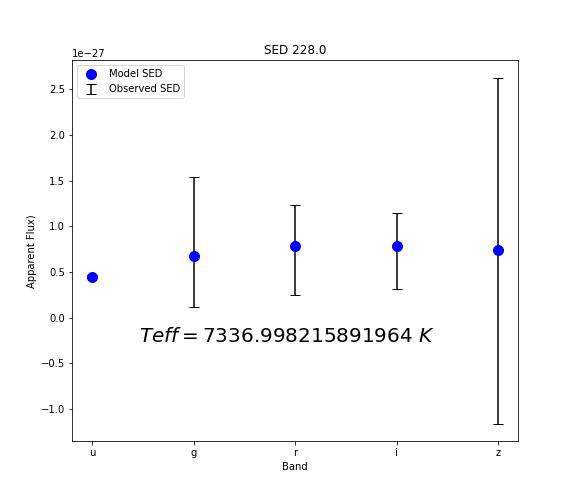 SED 228.0
1e−27
Model SED
Observed SED
2.5
2.0
1.5
1.0
0.5
0.0
−0.5
−1.0
Apparent Flux)
Teff = 7336.998215891964 K
u g r i z
Band